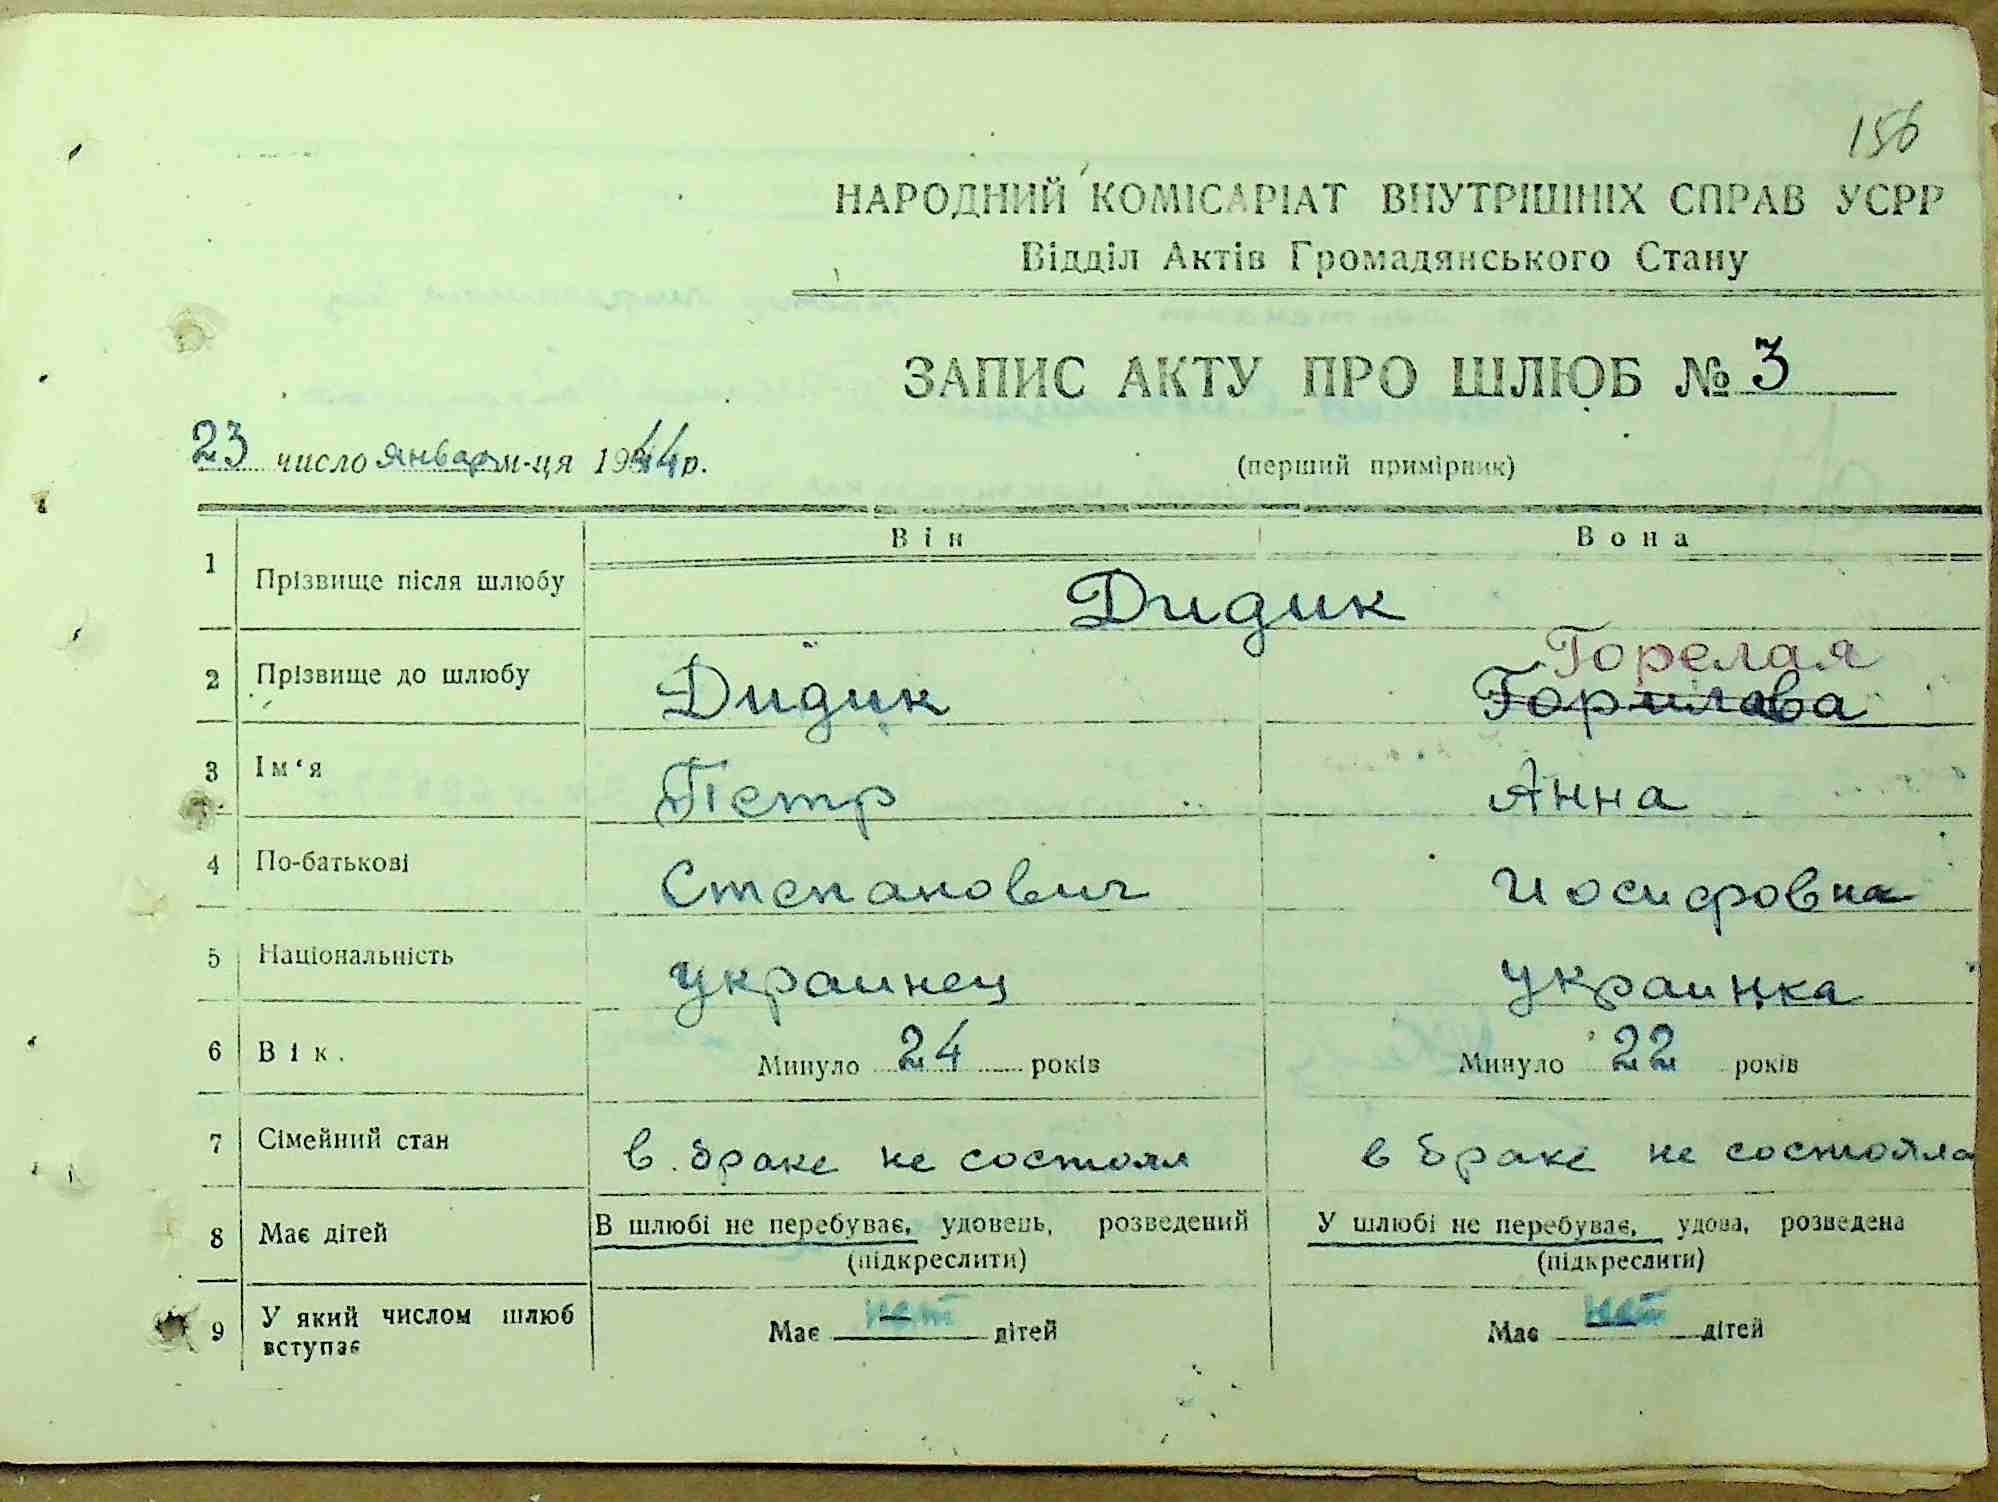 156
НАРОДНИЙ КОМІСАРІАТ ВНУТРІШНІХ СПРАВ УСРР
Відділ Актів Громадянського Стану
ЗАПИС АКТУ ПРО ШЛЮБ № 3
23 число январ м-ця 1944 р.
(перший примірник)
Він Вона
1 Прізвище після шлюбу Дидик
Горелая
2 Прізвище до шлюбу Дидик
3 Ім‘я Петр Анна
4 По-батькові Степанович Иосифовна
5 Національність украинец украинка
6 Вік. Минуло 24 років Минуло 22 років
7 Сімейний стан в браке не состоял в браке не состояла
8 Має дітей В шлюбі не перебуває, удовець, розведений У шлюбі не перебуває, удова, розведена
(підкреслити) (підкреслити)
9 У який числом шлюб вступає Має нет дітей Має нет дітей